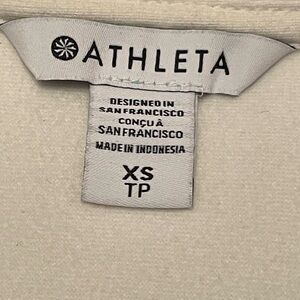 ATHLETA
DESIGNED IN
SAN FRANCISCO
CONÇU À
SAN FRANCISCO
MADE IN INDONESIA
XS
TP